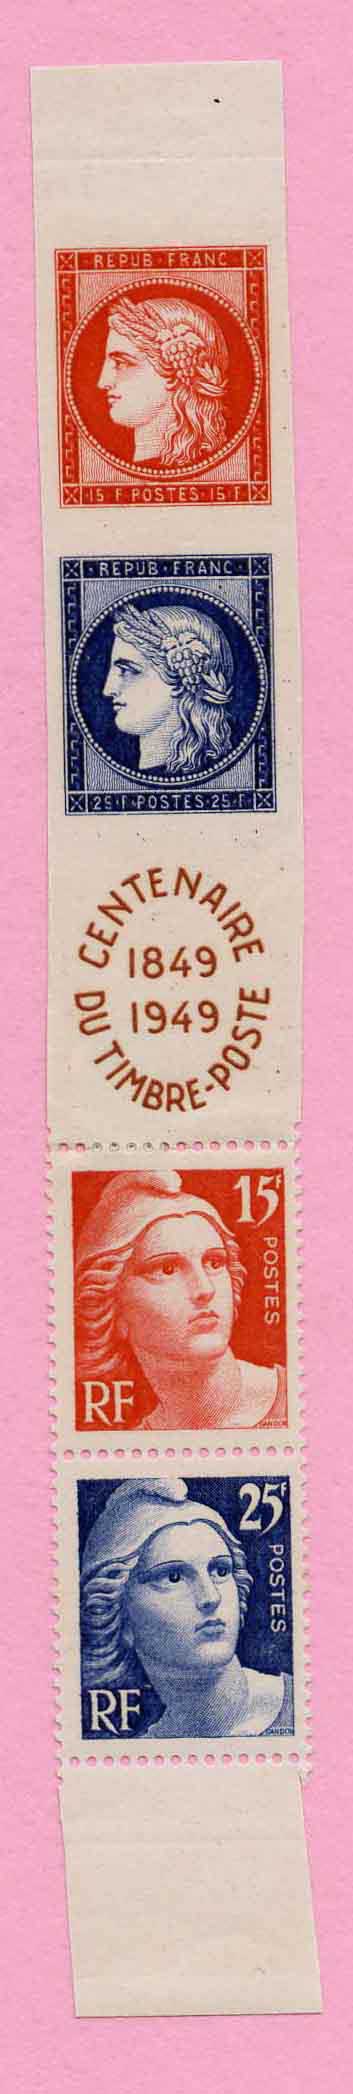 REPUB · FRANC
15 F · POSTES · 15 F
REPUB · FRANC
25 · F · POSTES · 25 · F
CENTENAIRE
1849
1949
DU TIMBRE-POSTE
15F
POSTES
RF
GANDON
25F
POSTES
RF
GANDON